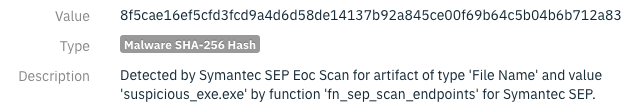 Value 8f5cae16ef5cfd3fcd9a4d6d58de14137b92a845ce00f69b64c5b04b6b712a83
Type Malware SHA-256 Hash
Description Detected by Symantec SEP Eoc Scan for artifact of type 'File Name' and value
'suspicious_exe.exe' by function 'fn_sep_scan_endpoints' for Symantec SEP.